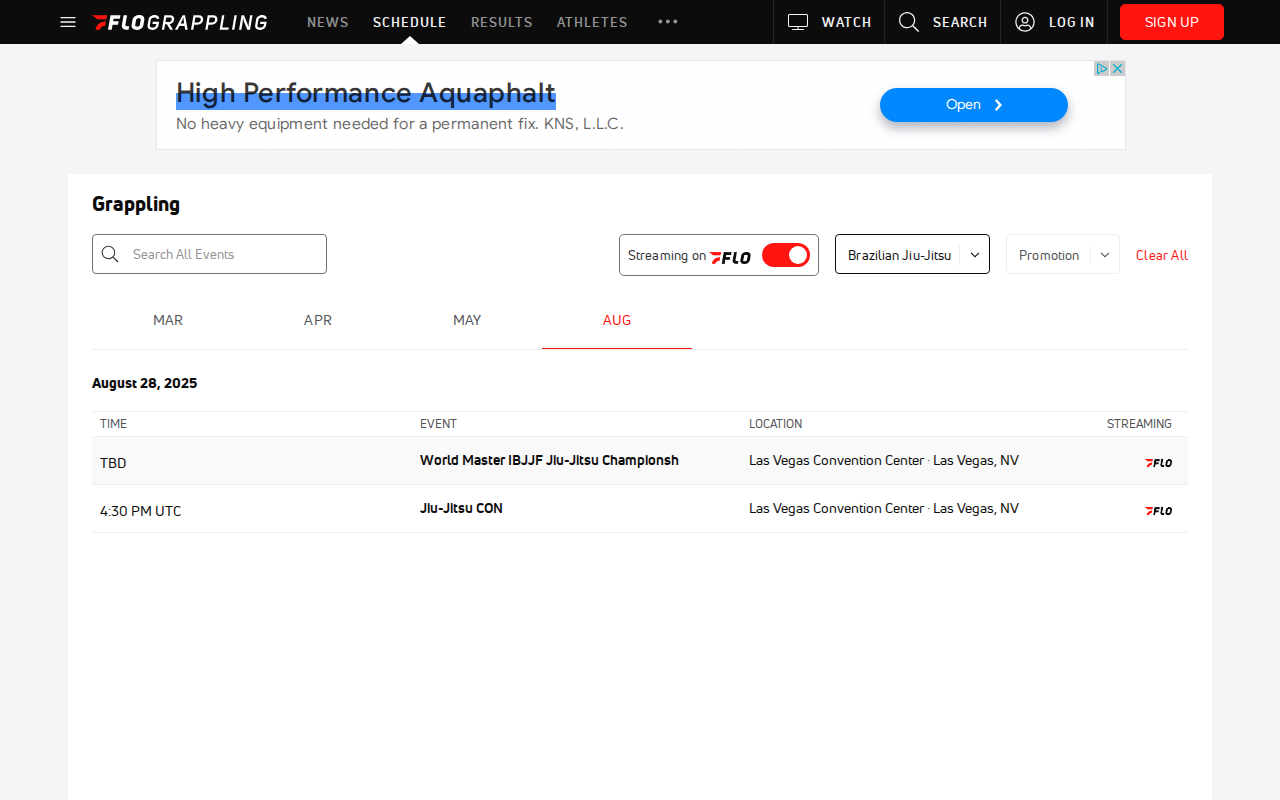 FLOGRAPPLING NEWS SCHEDULE RESULTS ATHLETES WATCH SEARCH LOG IN SIGN UP
High Performance Aquaphalt
No heavy equipment needed for a permanent fix. KNS, L.L.C.
Open
Grappling
Search All Events Streaming on FLO Brazilian Jiu-Jitsu Promotion Clear All
MAR APR MAY AUG
August 28, 2025
TIME EVENT LOCATION STREAMING
TBD World Master IBJJF Jiu-Jitsu Championsh Las Vegas Convention Center · Las Vegas, NV FLO
4:30 PM UTC Jiu-Jitsu CON Las Vegas Convention Center · Las Vegas, NV FLO